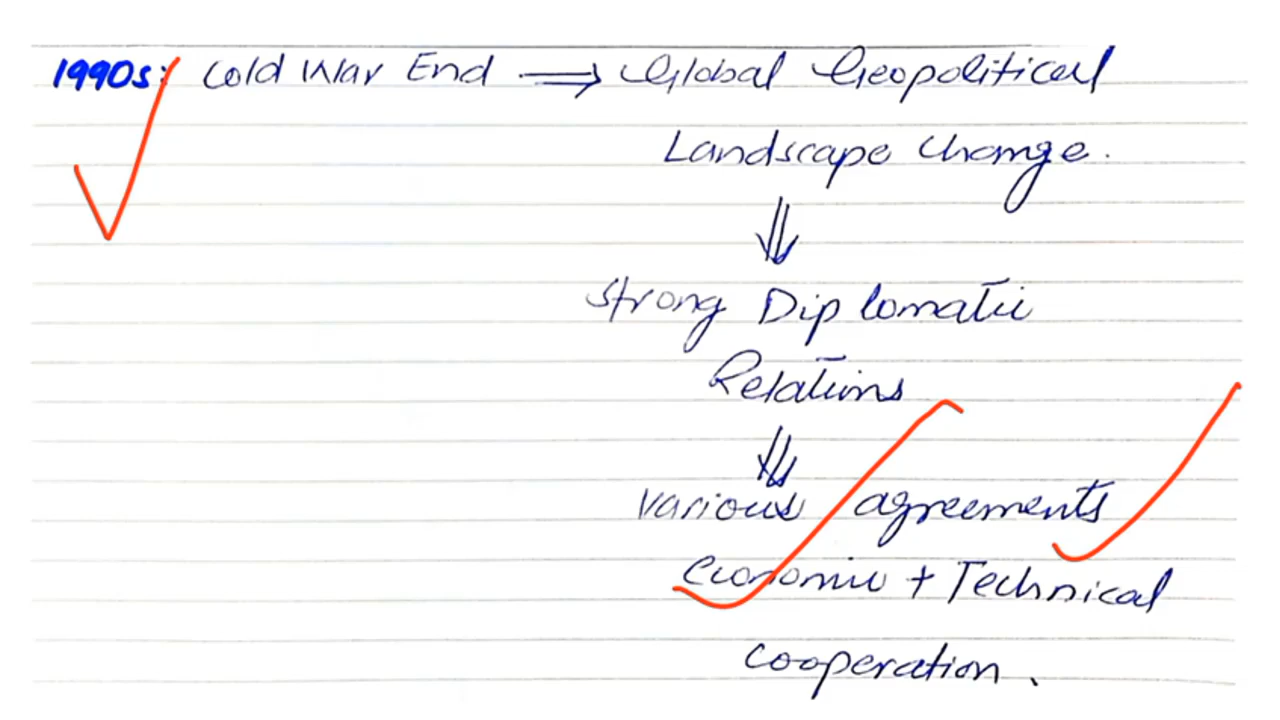 1990s: Cold War End ⟹ Global Geopolitical
Landscape Change.
⇓
Strong Diplomatic
Relations
⇓
Various agreements
Economic + Technical
Cooperation.